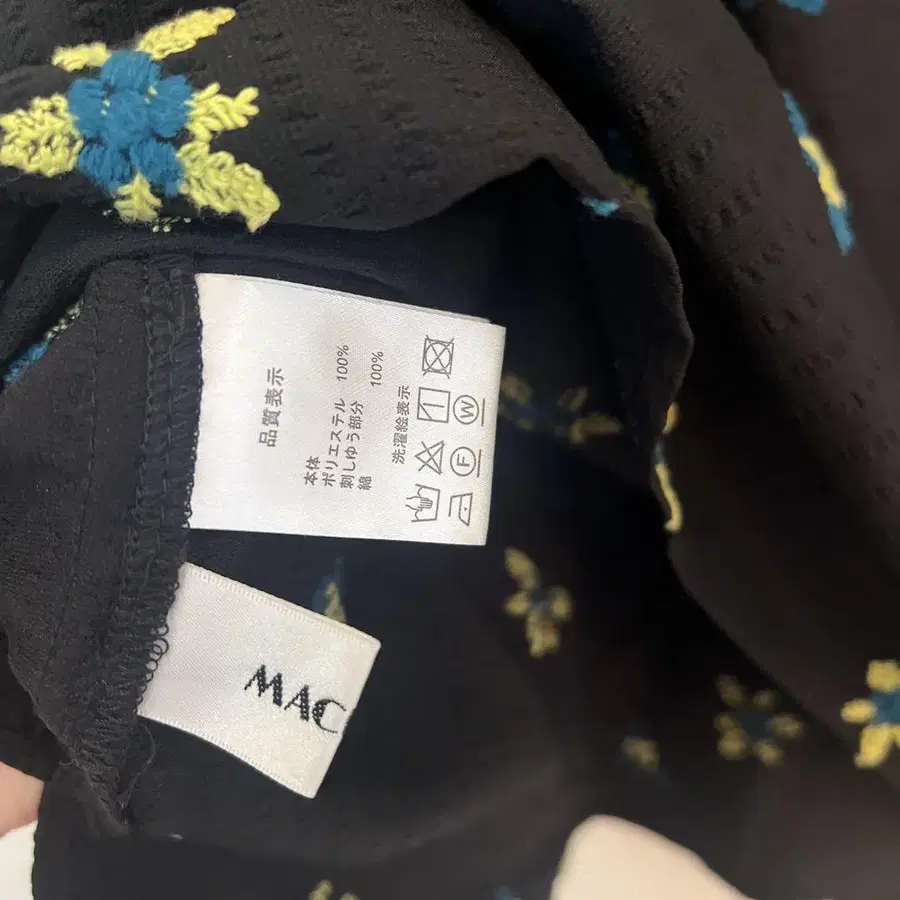 品質表示
本体
ポリエステル 100%
刺しゆう部分
綿 100%
洗濯絵表示
W
F
MAC